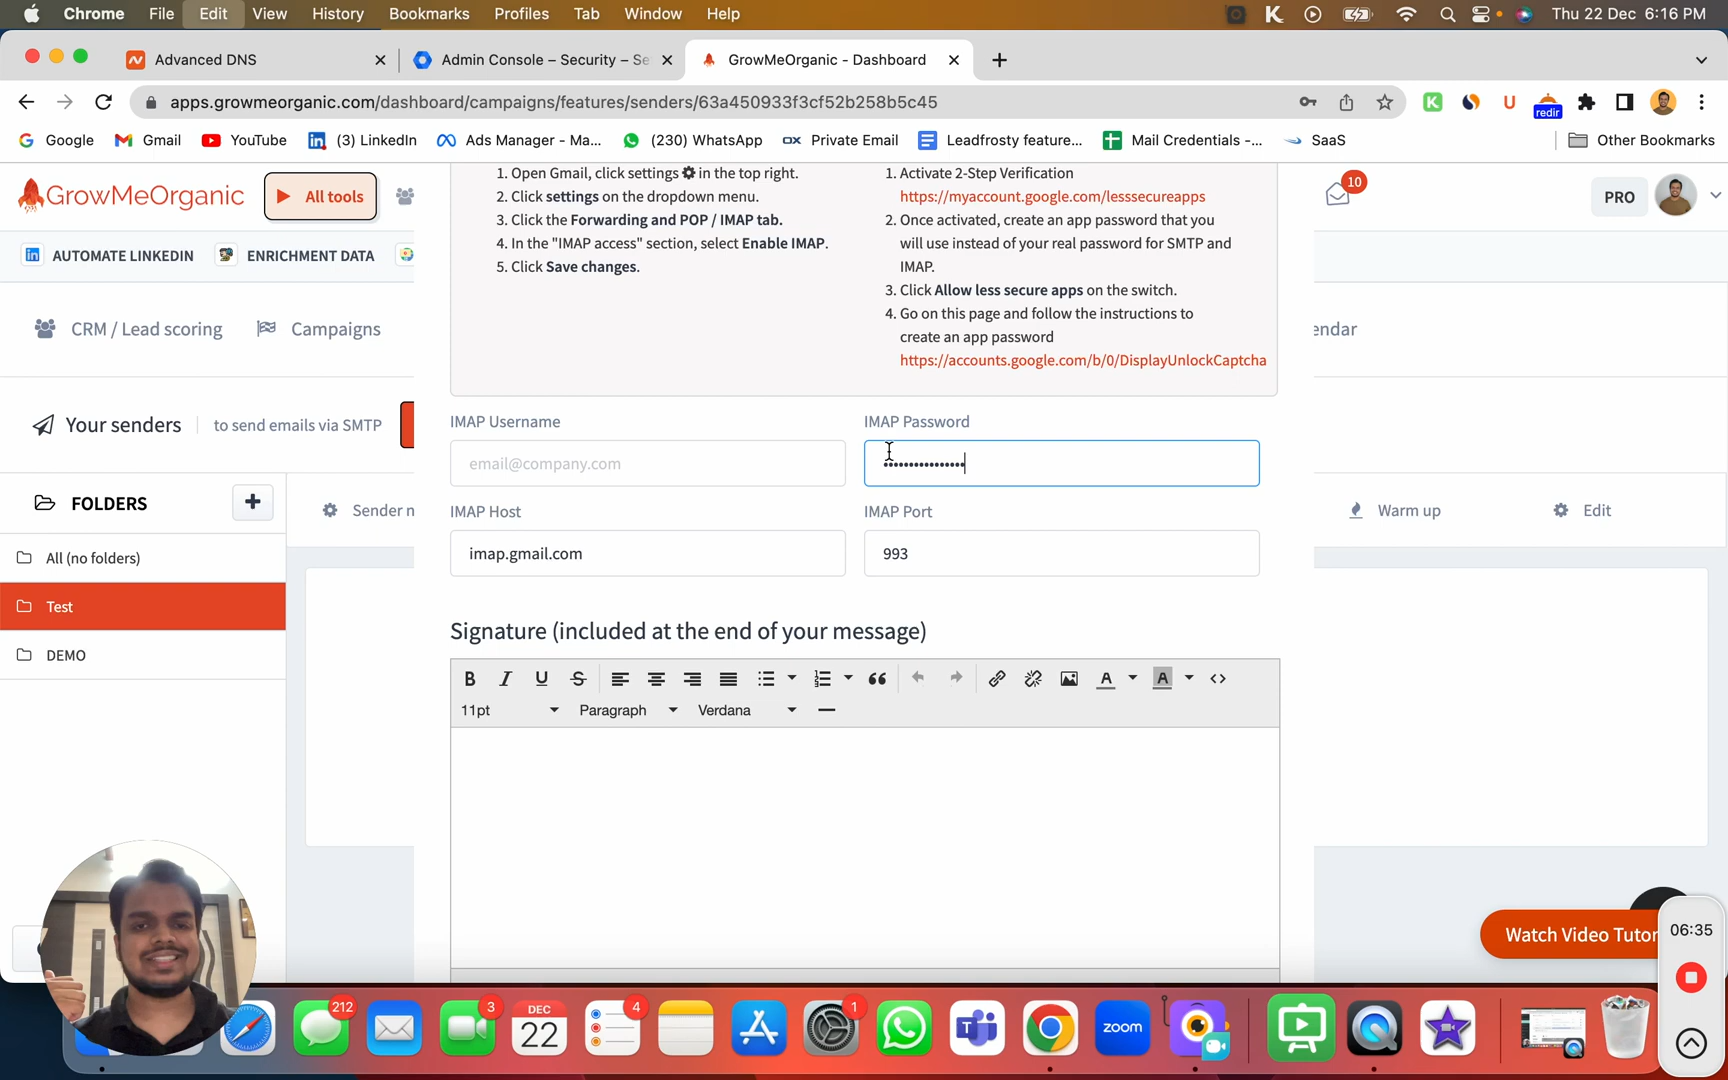 Chrome File Edit View History Bookmarks Profiles Tab Window Help Thu 22 Dec 6:16 PM
Advanced DNS Admin Console – Security – Se GrowMeOrganic - Dashboard
apps.growmeorganic.com/dashboard/campaigns/features/senders/63a450933f3cf52b258b5c45
redir
Google Gmail YouTube (3) LinkedIn Ads Manager - Ma... (230) WhatsApp OX Private Email Leadfrosty feature... Mail Credentials -... SaaS Other Bookmarks
GrowMeOrganic All tools 10 PRO
AUTOMATE LINKEDIN ENRICHMENT DATA
CRM / Lead scoring Campaigns endar
Your senders to send emails via SMTP
FOLDERS
Sender n Warm up Edit
All (no folders)
Test
DEMO
1. Open Gmail, click settings in the top right.
2. Click settings on the dropdown menu.
3. Click the Forwarding and POP / IMAP tab.
4. In the "IMAP access" section, select Enable IMAP.
5. Click Save changes.
1. Activate 2-Step Verification
https://myaccount.google.com/lesssecureapps
2. Once activated, create an app password that you
will use instead of your real password for SMTP and
IMAP.
3. Click Allow less secure apps on the switch.
4. Go on this page and follow the instructions to
create an app password
https://accounts.google.com/b/0/DisplayUnlockCaptcha
IMAP Username IMAP Password
email@company.com ••••••••••••••••
IMAP Host IMAP Port
imap.gmail.com 993
Signature (included at the end of your message)
B I U S A A
11pt Paragraph Verdana
Watch Video Tutor
06:35
212 3 DEC 22 4 1 zoom